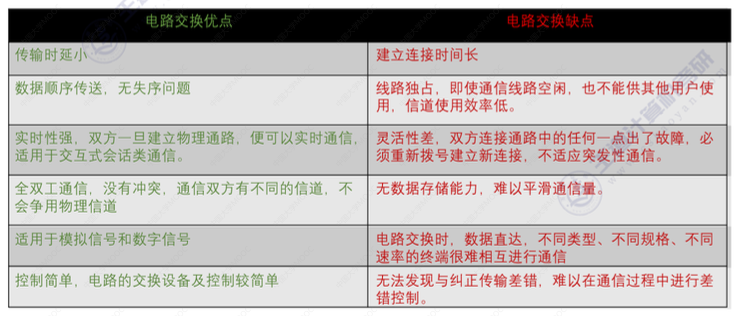 电路交换优点
电路交换缺点
传输时延小
建立连接时间长
数据顺序传送，无失序问题
线路独占，即使通信线路空闲，也不能供其他用户使
用，信道使用效率低。
实时性强，双方一旦建立物理通路，便可以实时通信，
适用于交互式会话类通信。
灵活性差，双方连接通路中的任何一点出了故障，必
须重新拨号建立新连接，不适应突发性通信。
全双工通信，没有冲突，通信双方有不同的信道，不
会争用物理信道
无数据存储能力，难以平滑通信量。
适用于模拟信号和数字信号
电路交换时，数据直达，不同类型、不同规格、不同
速率的终端很难相互进行通信
控制简单，电路的交换设备及控制较简单
无法发现与纠正传输差错，难以在通信过程中进行差
错控制。